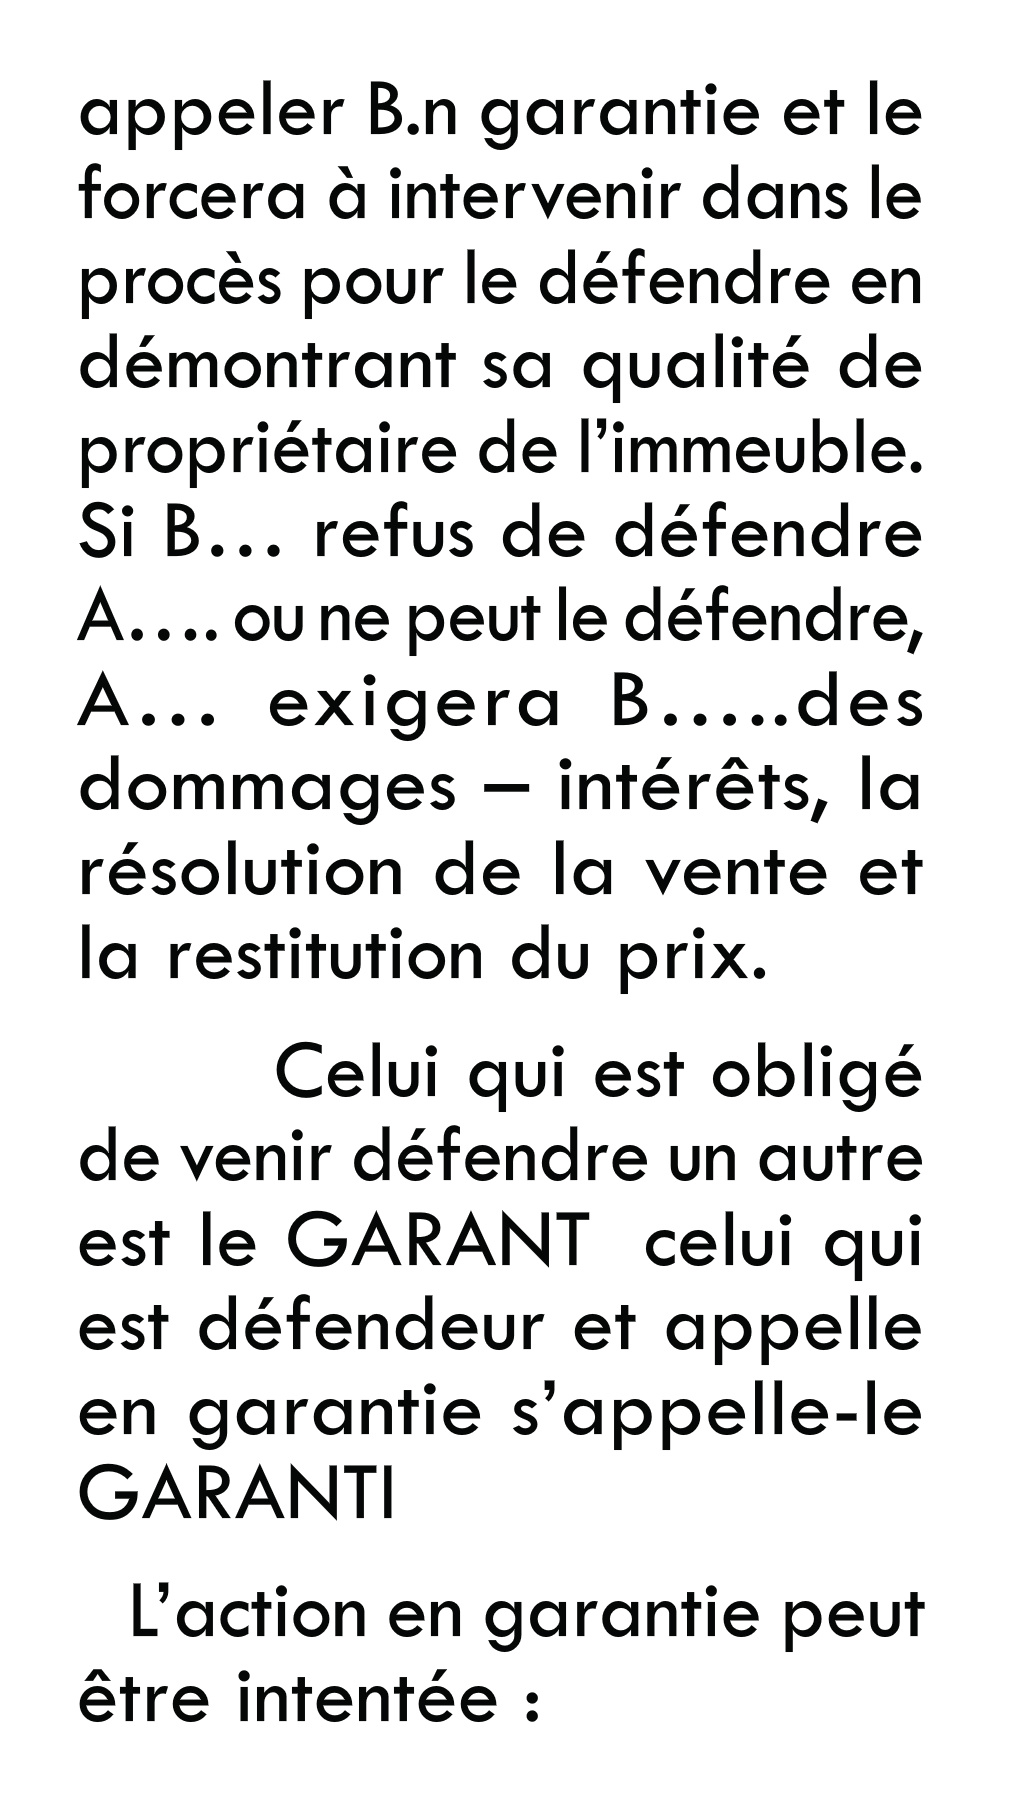 appeler B.n garantie et le
forcera à intervenir dans le
procès pour le défendre en
démontrant sa qualité de
propriétaire de l’immeuble.
Si B… refus de défendre
A…. ou ne peut le défendre,
A… exigera B…..des
dommages – intérêts, la
résolution de la vente et
la restitution du prix.
Celui qui est obligé
de venir défendre un autre
est le GARANT celui qui
est défendeur et appelle
en garantie s’appelle-le
GARANTI
L’action en garantie peut
être intentée :